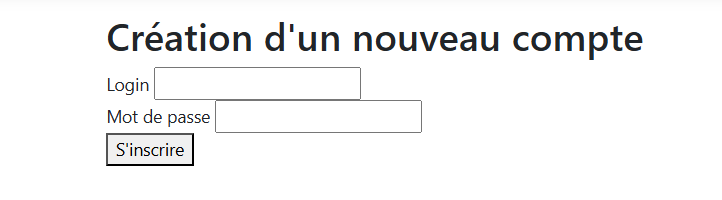 Création d'un nouveau compte
Login
Mot de passe
S'inscrire